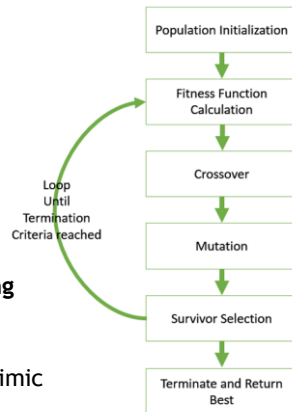 Population Initialization
Fitness Function
Calculation
Crossover
Loop
Until
Termination
Criteria reached
Mutation
Survivor Selection
Terminate and Return
Best